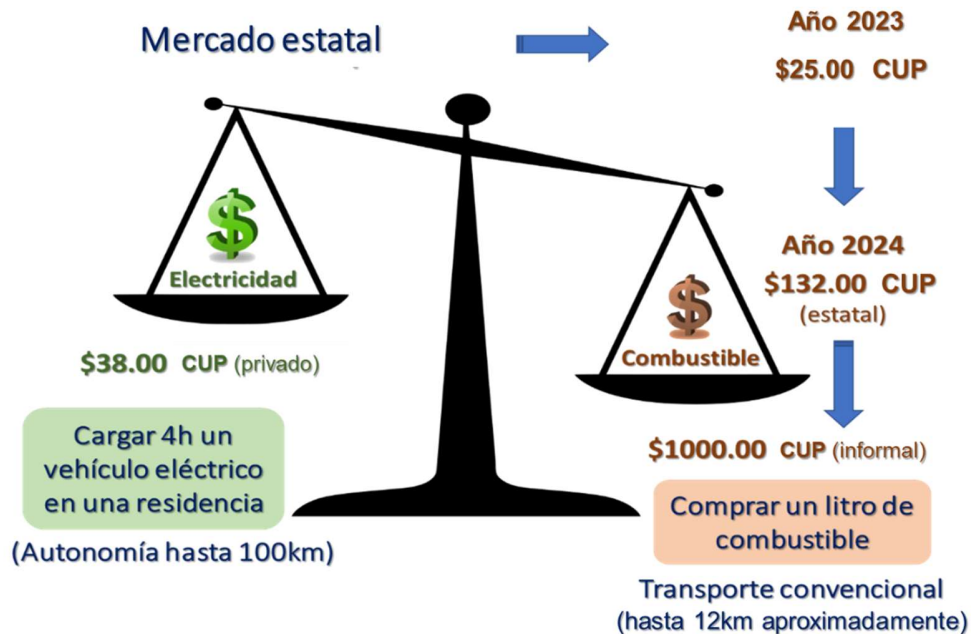 Mercado estatal
Año 2023
$25.00 CUP
Año 2024
$132.00 CUP
(estatal)
$
Electricidad
$
Combustible
$38.00 CUP (privado)
$1000.00 CUP (informal)
Cargar 4h un
vehículo eléctrico
en una residencia
(Autonomía hasta 100km)
Comprar un litro de
combustible
Transporte convencional
(hasta 12km aproximadamente)